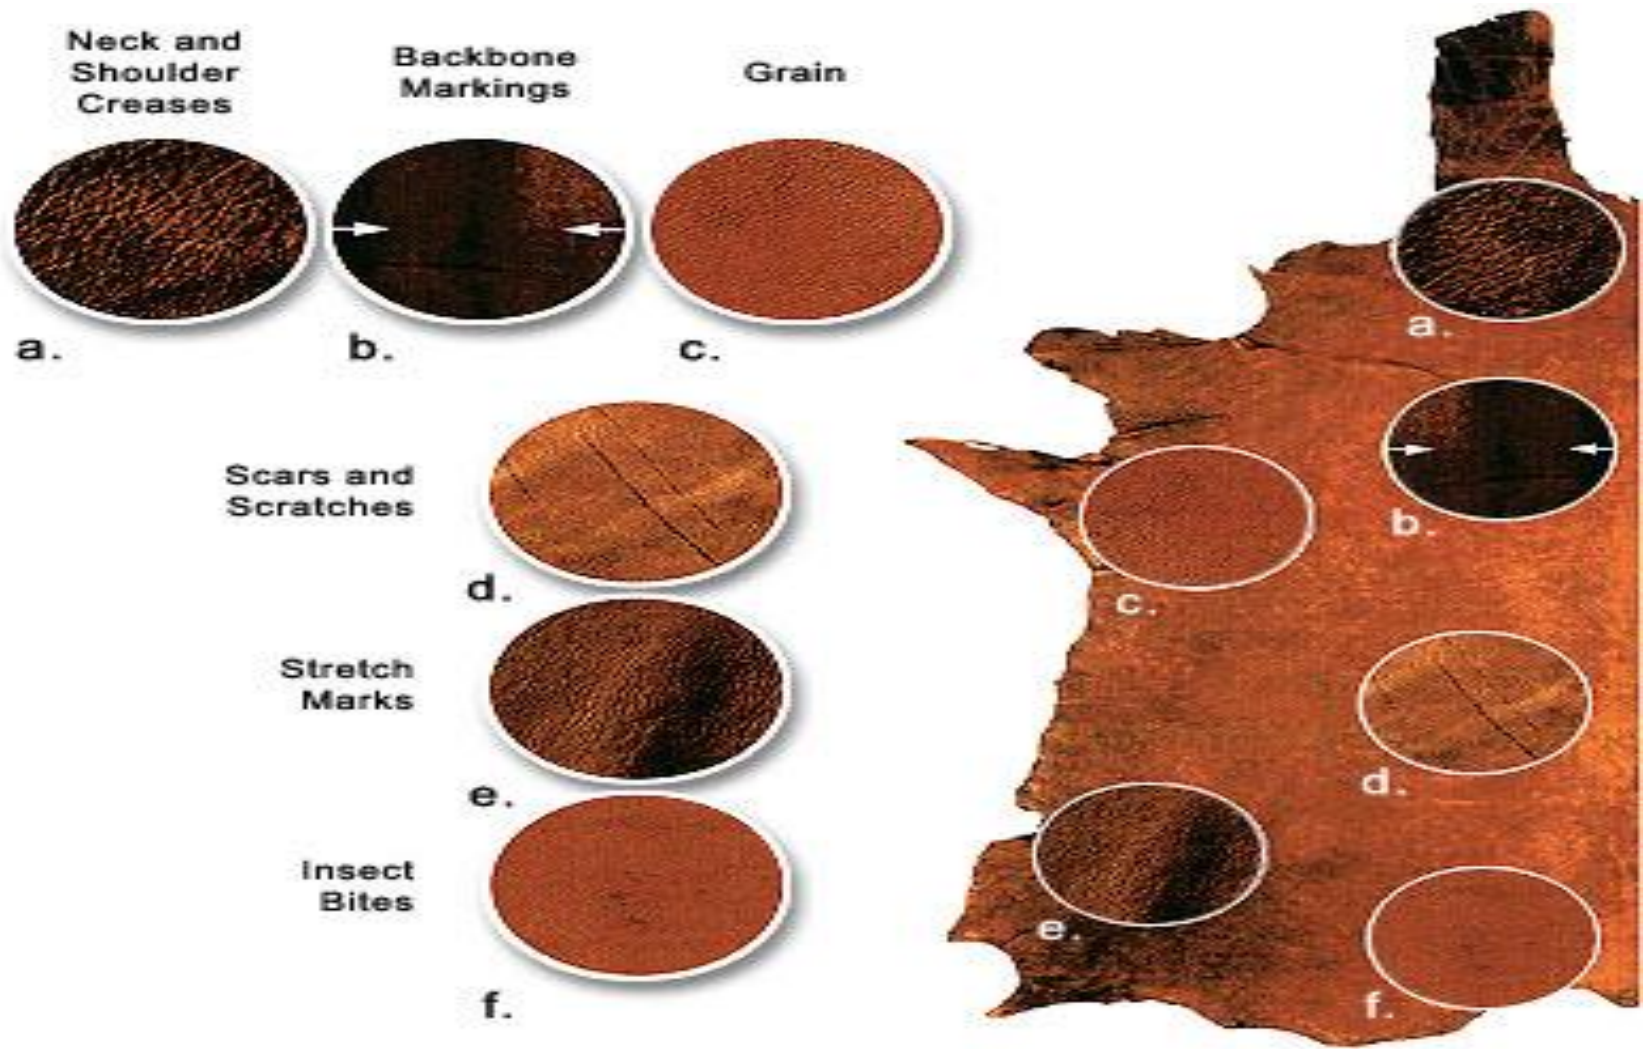 Neck and
Shoulder
Creases
Backbone
Markings
Grain
a.
b.
c.
Scars and
Scratches
d.
Stretch
Marks
e.
Insect
Bites
f.
a.
b.
c.
d.
e.
f.